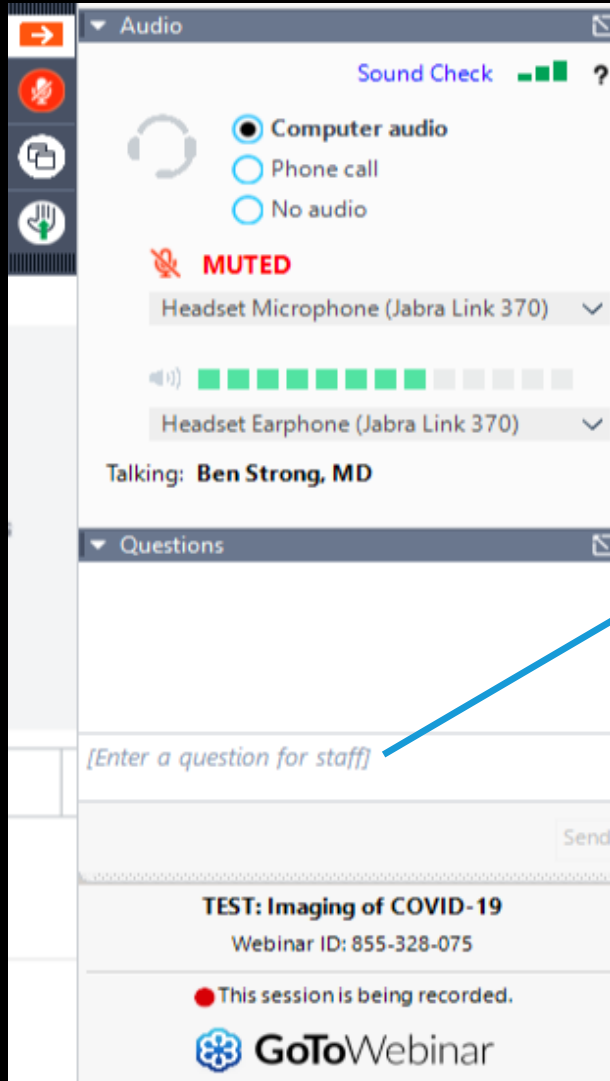 Audio
Sound Check ?
Computer audio
Phone call
No audio
MUTED
Headset Microphone (Jabra Link 370)
Headset Earphone (Jabra Link 370)
Talking: Ben Strong, MD
Questions
[Enter a question for staff]
Send
TEST: Imaging of COVID-19
Webinar ID: 855-328-075
This session is being recorded.
GoToWebinar